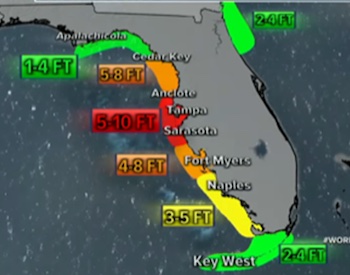 2-4 FT
Apalachicola
1-4 FT
Cedar Key
5-8 FT
Anclote
Tampa
5-10 FT
Sarasota
4-8 FT
Fort Myers
Naples
3-5 FT
#WOR
Key West
2-4 FT